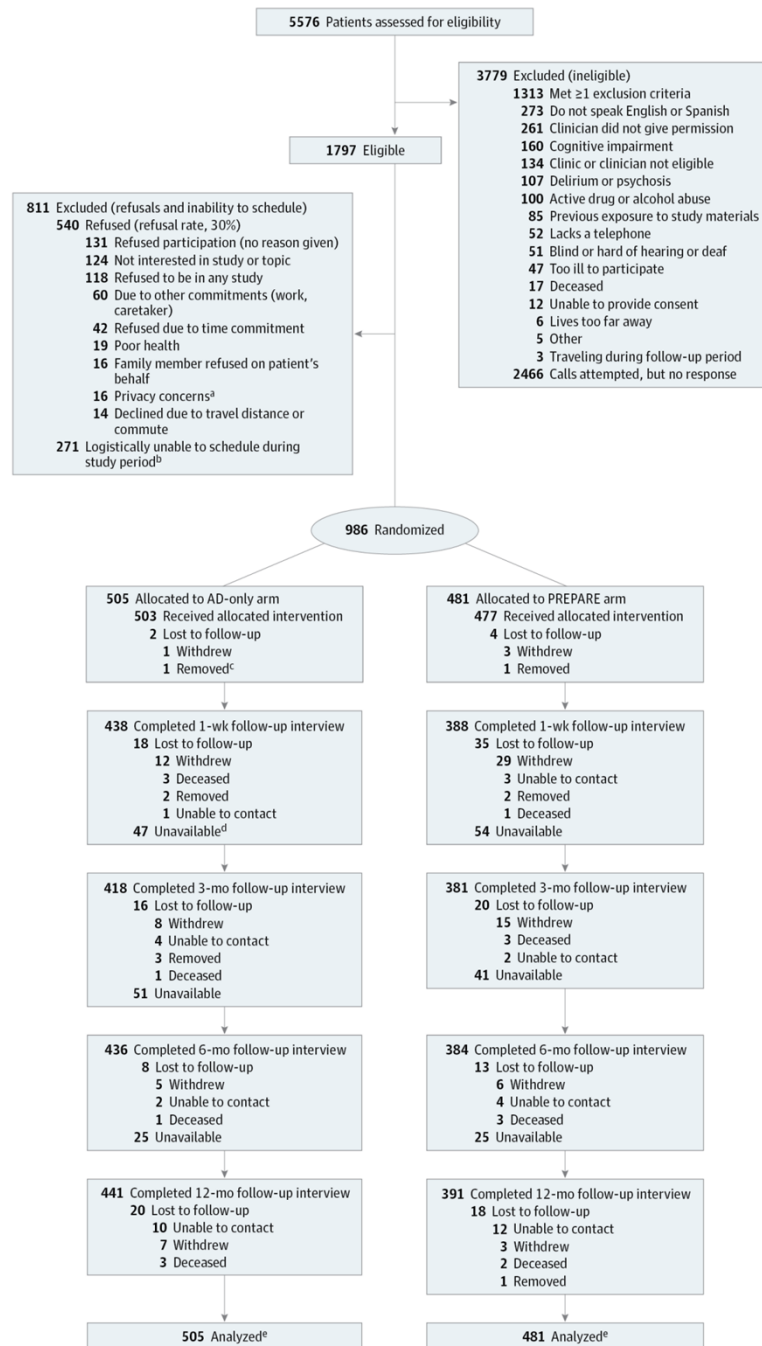 5576 Patients assessed for eligibility
3779 Excluded (ineligible)
1313 Met ≥1 exclusion criteria
273 Do not speak English or Spanish
261 Clinician did not give permission
160 Cognitive impairment
134 Clinic or clinician not eligible
107 Delirium or psychosis
100 Active drug or alcohol abuse
85 Previous exposure to study materials
52 Lacks a telephone
51 Blind or hard of hearing or deaf
47 Too ill to participate
17 Deceased
12 Unable to provide consent
6 Lives too far away
5 Other
3 Traveling during follow-up period
2466 Calls attempted, but no response
1797 Eligible
811 Excluded (refusals and inability to schedule)
540 Refused (refusal rate, 30%)
131 Refused participation (no reason given)
124 Not interested in study or topic
118 Refused to be in any study
60 Due to other commitments (work,
caretaker)
42 Refused due to time commitment
19 Poor health
16 Family member refused on patient's
behalf
16 Privacy concernsᵃ
14 Declined due to travel distance or
commute
271 Logistically unable to schedule during
study periodᵇ
986 Randomized
505 Allocated to AD-only arm
503 Received allocated intervention
2 Lost to follow-up
1 Withdrew
1 Removedᶜ
481 Allocated to PREPARE arm
477 Received allocated intervention
4 Lost to follow-up
3 Withdrew
1 Removed
438 Completed 1-wk follow-up interview
18 Lost to follow-up
12 Withdrew
3 Deceased
2 Removed
1 Unable to contact
47 Unavailableᵈ
388 Completed 1-wk follow-up interview
35 Lost to follow-up
29 Withdrew
3 Unable to contact
2 Removed
1 Deceased
54 Unavailable
418 Completed 3-mo follow-up interview
16 Lost to follow-up
8 Withdrew
4 Unable to contact
3 Removed
1 Deceased
51 Unavailable
381 Completed 3-mo follow-up interview
20 Lost to follow-up
15 Withdrew
3 Deceased
2 Unable to contact
41 Unavailable
436 Completed 6-mo follow-up interview
8 Lost to follow-up
5 Withdrew
2 Unable to contact
1 Deceased
25 Unavailable
384 Completed 6-mo follow-up interview
13 Lost to follow-up
6 Withdrew
4 Unable to contact
3 Deceased
25 Unavailable
441 Completed 12-mo follow-up interview
20 Lost to follow-up
10 Unable to contact
7 Withdrew
3 Deceased
391 Completed 12-mo follow-up interview
18 Lost to follow-up
12 Unable to contact
3 Withdrew
2 Deceased
1 Removed
505 Analyzedᵉ
481 Analyzedᵉ